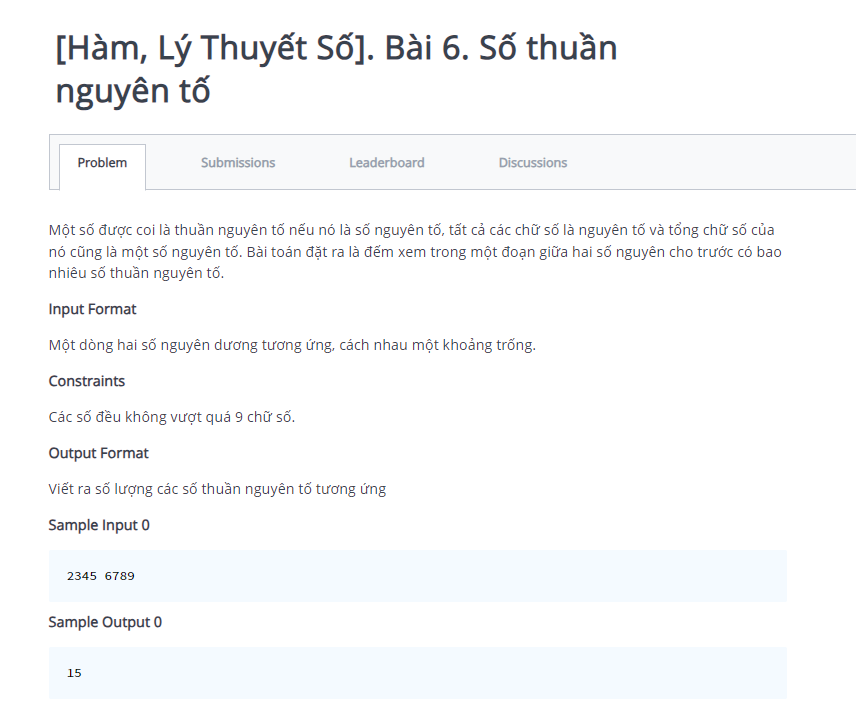 [Hàm, Lý Thuyết Số]. Bài 6. Số thuần
nguyên tố
Problem Submissions Leaderboard Discussions
Một số được coi là thuần nguyên tố nếu nó là số nguyên tố, tất cả các chữ số là nguyên tố và tổng chữ số của
nó cũng là một số nguyên tố. Bài toán đặt ra là đếm xem trong một đoạn giữa hai số nguyên cho trước có bao
nhiêu số thuần nguyên tố.
Input Format
Một dòng hai số nguyên dương tương ứng, cách nhau một khoảng trống.
Constraints
Các số đều không vượt quá 9 chữ số.
Output Format
Viết ra số lượng các số thuần nguyên tố tương ứng
Sample Input 0
2345 6789
Sample Output 0
15